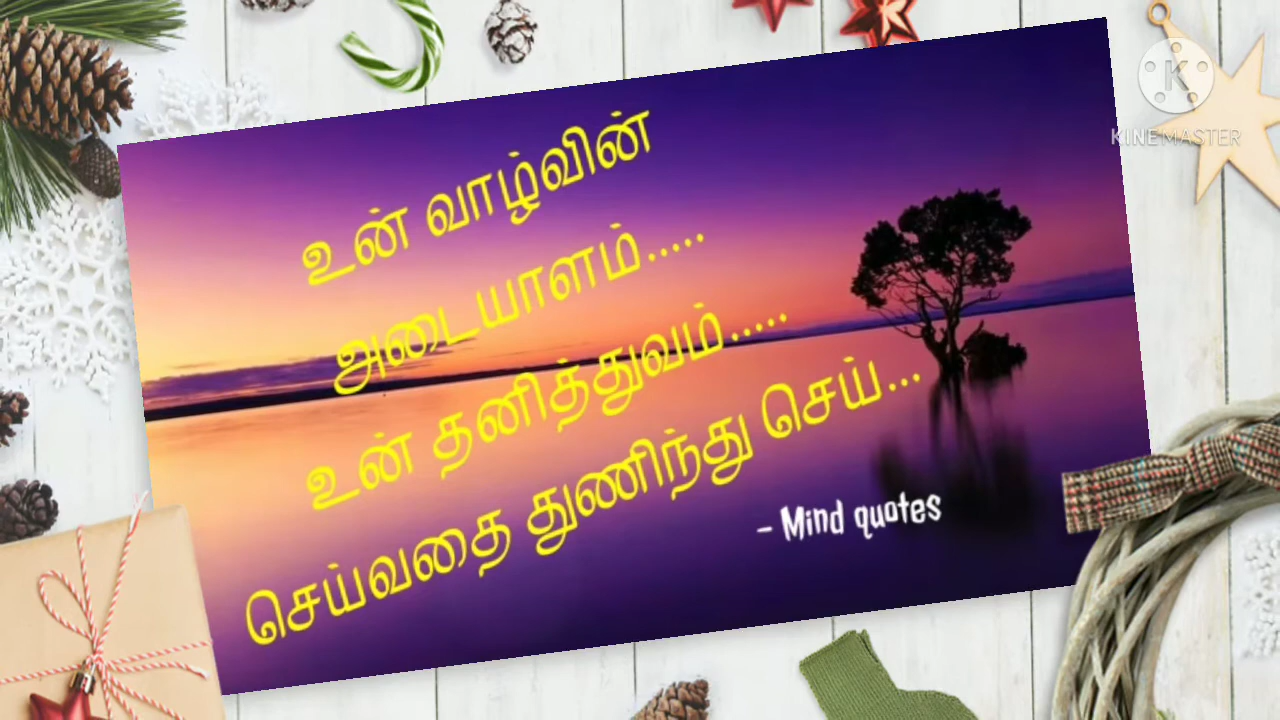 உன் வாழ்வின்
அடையாளம்.....
உன் தனித்துவம்.....
செய்வதை துணிந்து செய்...
- Mind quotes
K
KINEMASTER